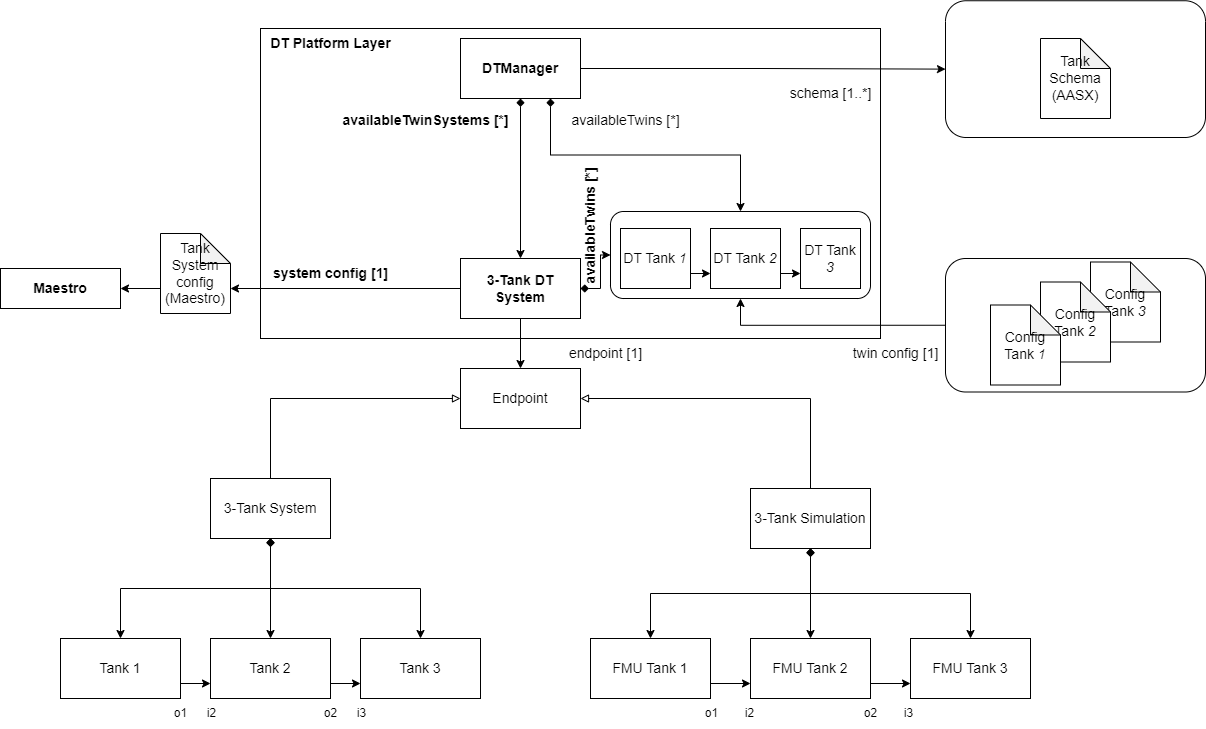 DT Platform Layer
DTManager
Tank
Schema
(AASX)
schema [1..*]
availableTwinSystems [*]
availableTwins [*]
availableTwins [*]
Tank
System
config
(Maestro)
Maestro
system config [1]
3-Tank DT
System
DT Tank 1
DT Tank 2
DT Tank
3
Config
Tank 3
Config
Tank 2
Config
Tank 1
endpoint [1]
twin config [1]
Endpoint
3-Tank System
3-Tank Simulation
Tank 1
Tank 2
Tank 3
FMU Tank 1
FMU Tank 2
FMU Tank 3
o1
i2
o2
i3
o1
i2
o2
i3